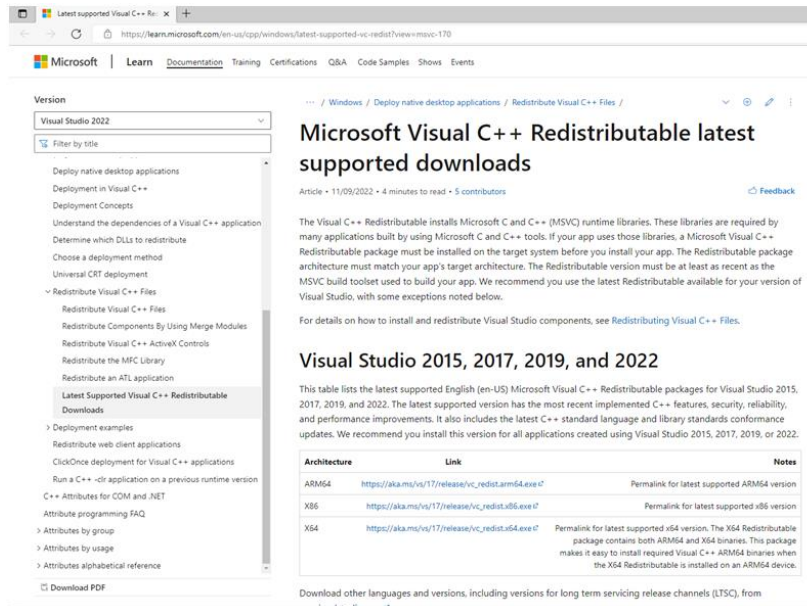 Latest supported Visual C++ Re
https://learn.microsoft.com/en-us/cpp/windows/latest-supported-vc-redist?view=msvc-170
Microsoft | Learn Documentation Training Certifications Q&A Code Samples Shows Events
Version
Visual Studio 2022
Filter by title
Deploy native desktop applications
Deployment in Visual C++
Deployment Concepts
Understand the dependencies of a Visual C++ application
Determine which DLLs to redistribute
Choose a deployment method
Universal CRT deployment
Redistribute Visual C++ Files
Redistribute Visual C++ Files
Redistribute Components By Using Merge Modules
Redistribute Visual C++ ActiveX Controls
Redistribute the MFC Library
Redistribute an ATL application
Latest Supported Visual C++ Redistributable
Downloads
Deployment examples
Redistribute web client applications
ClickOnce deployment for Visual C++ applications
Run a C++ -clr application on a previous runtime version
C++ Attributes for COM and .NET
Attribute programming FAQ
Attributes by group
Attributes by usage
Attributes alphabetical reference
Download PDF
··· / Windows / Deploy native desktop applications / Redistribute Visual C++ Files /
Microsoft Visual C++ Redistributable latest
supported downloads
Article • 11/09/2022 • 4 minutes to read • 5 contributors
Feedback
The Visual C++ Redistributable installs Microsoft C and C++ (MSVC) runtime libraries. These libraries are required by
many applications built by using Microsoft C and C++ tools. If your app uses those libraries, a Microsoft Visual C++
Redistributable package must be installed on the target system before you install your app. The Redistributable package
architecture must match your app's target architecture. The Redistributable version must be at least as recent as the
MSVC build toolset used to build your app. We recommend you use the latest Redistributable available for your version of
Visual Studio, with some exceptions noted below.
For details on how to install and redistribute Visual Studio components, see Redistributing Visual C++ Files.
Visual Studio 2015, 2017, 2019, and 2022
This table lists the latest supported English (en-US) Microsoft Visual C++ Redistributable packages for Visual Studio 2015,
2017, 2019, and 2022. The latest supported version has the most recent implemented C++ features, security, reliability,
and performance improvements. It also includes the latest C++ standard language and library standards conformance
updates. We recommend you install this version for all applications created using Visual Studio 2015, 2017, 2019, or 2022.
Architecture Link Notes
ARM64 https://aka.ms/vs/17/release/vc_redist.arm64.exe Permalink for latest supported ARM64 version
X86 https://aka.ms/vs/17/release/vc_redist.x86.exe Permalink for latest supported x86 version
X64 https://aka.ms/vs/17/release/vc_redist.x64.exe Permalink for latest supported x64 version. The X64 Redistributable
package contains both ARM64 and X64 binaries. This package
makes it easy to install required Visual C++ ARM64 binaries when
the X64 Redistributable is installed on an ARM64 device.
Download other languages and versions, including versions for long term servicing release channels (LTSC), from